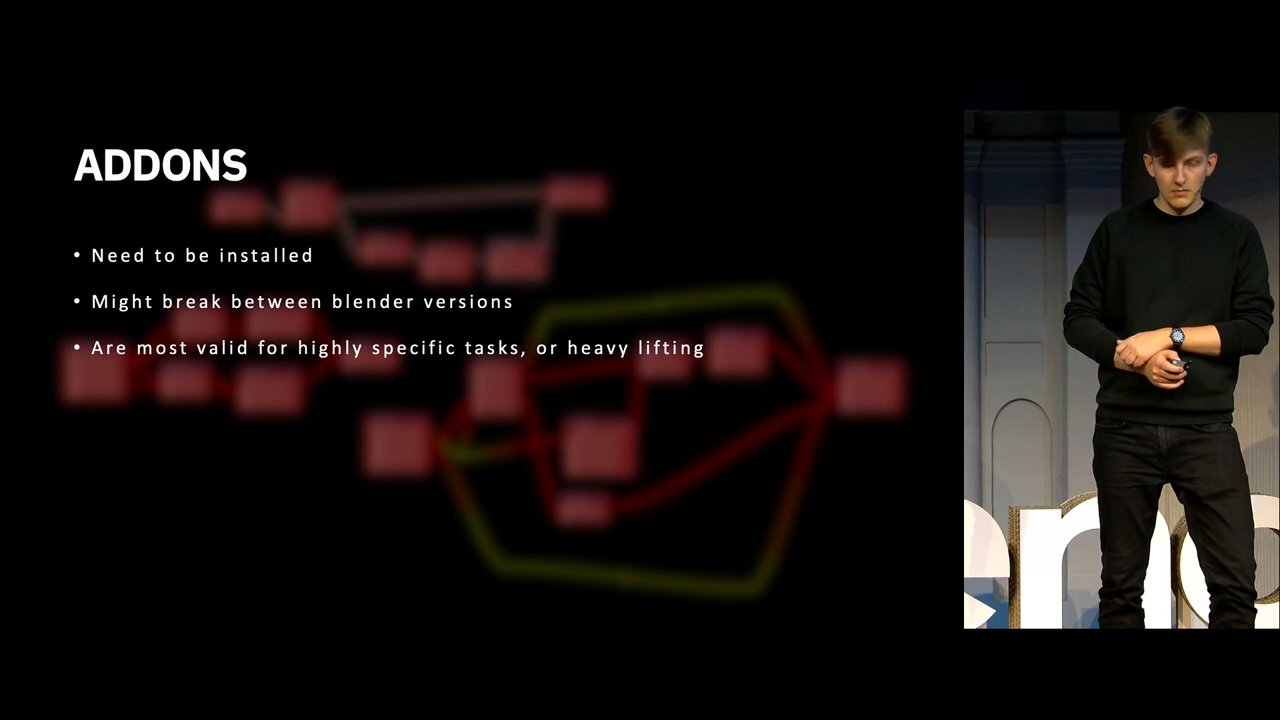 ADDONS
• Need to be installed
• Might break between blender versions
• Are most valid for highly specific tasks, or heavy lifting